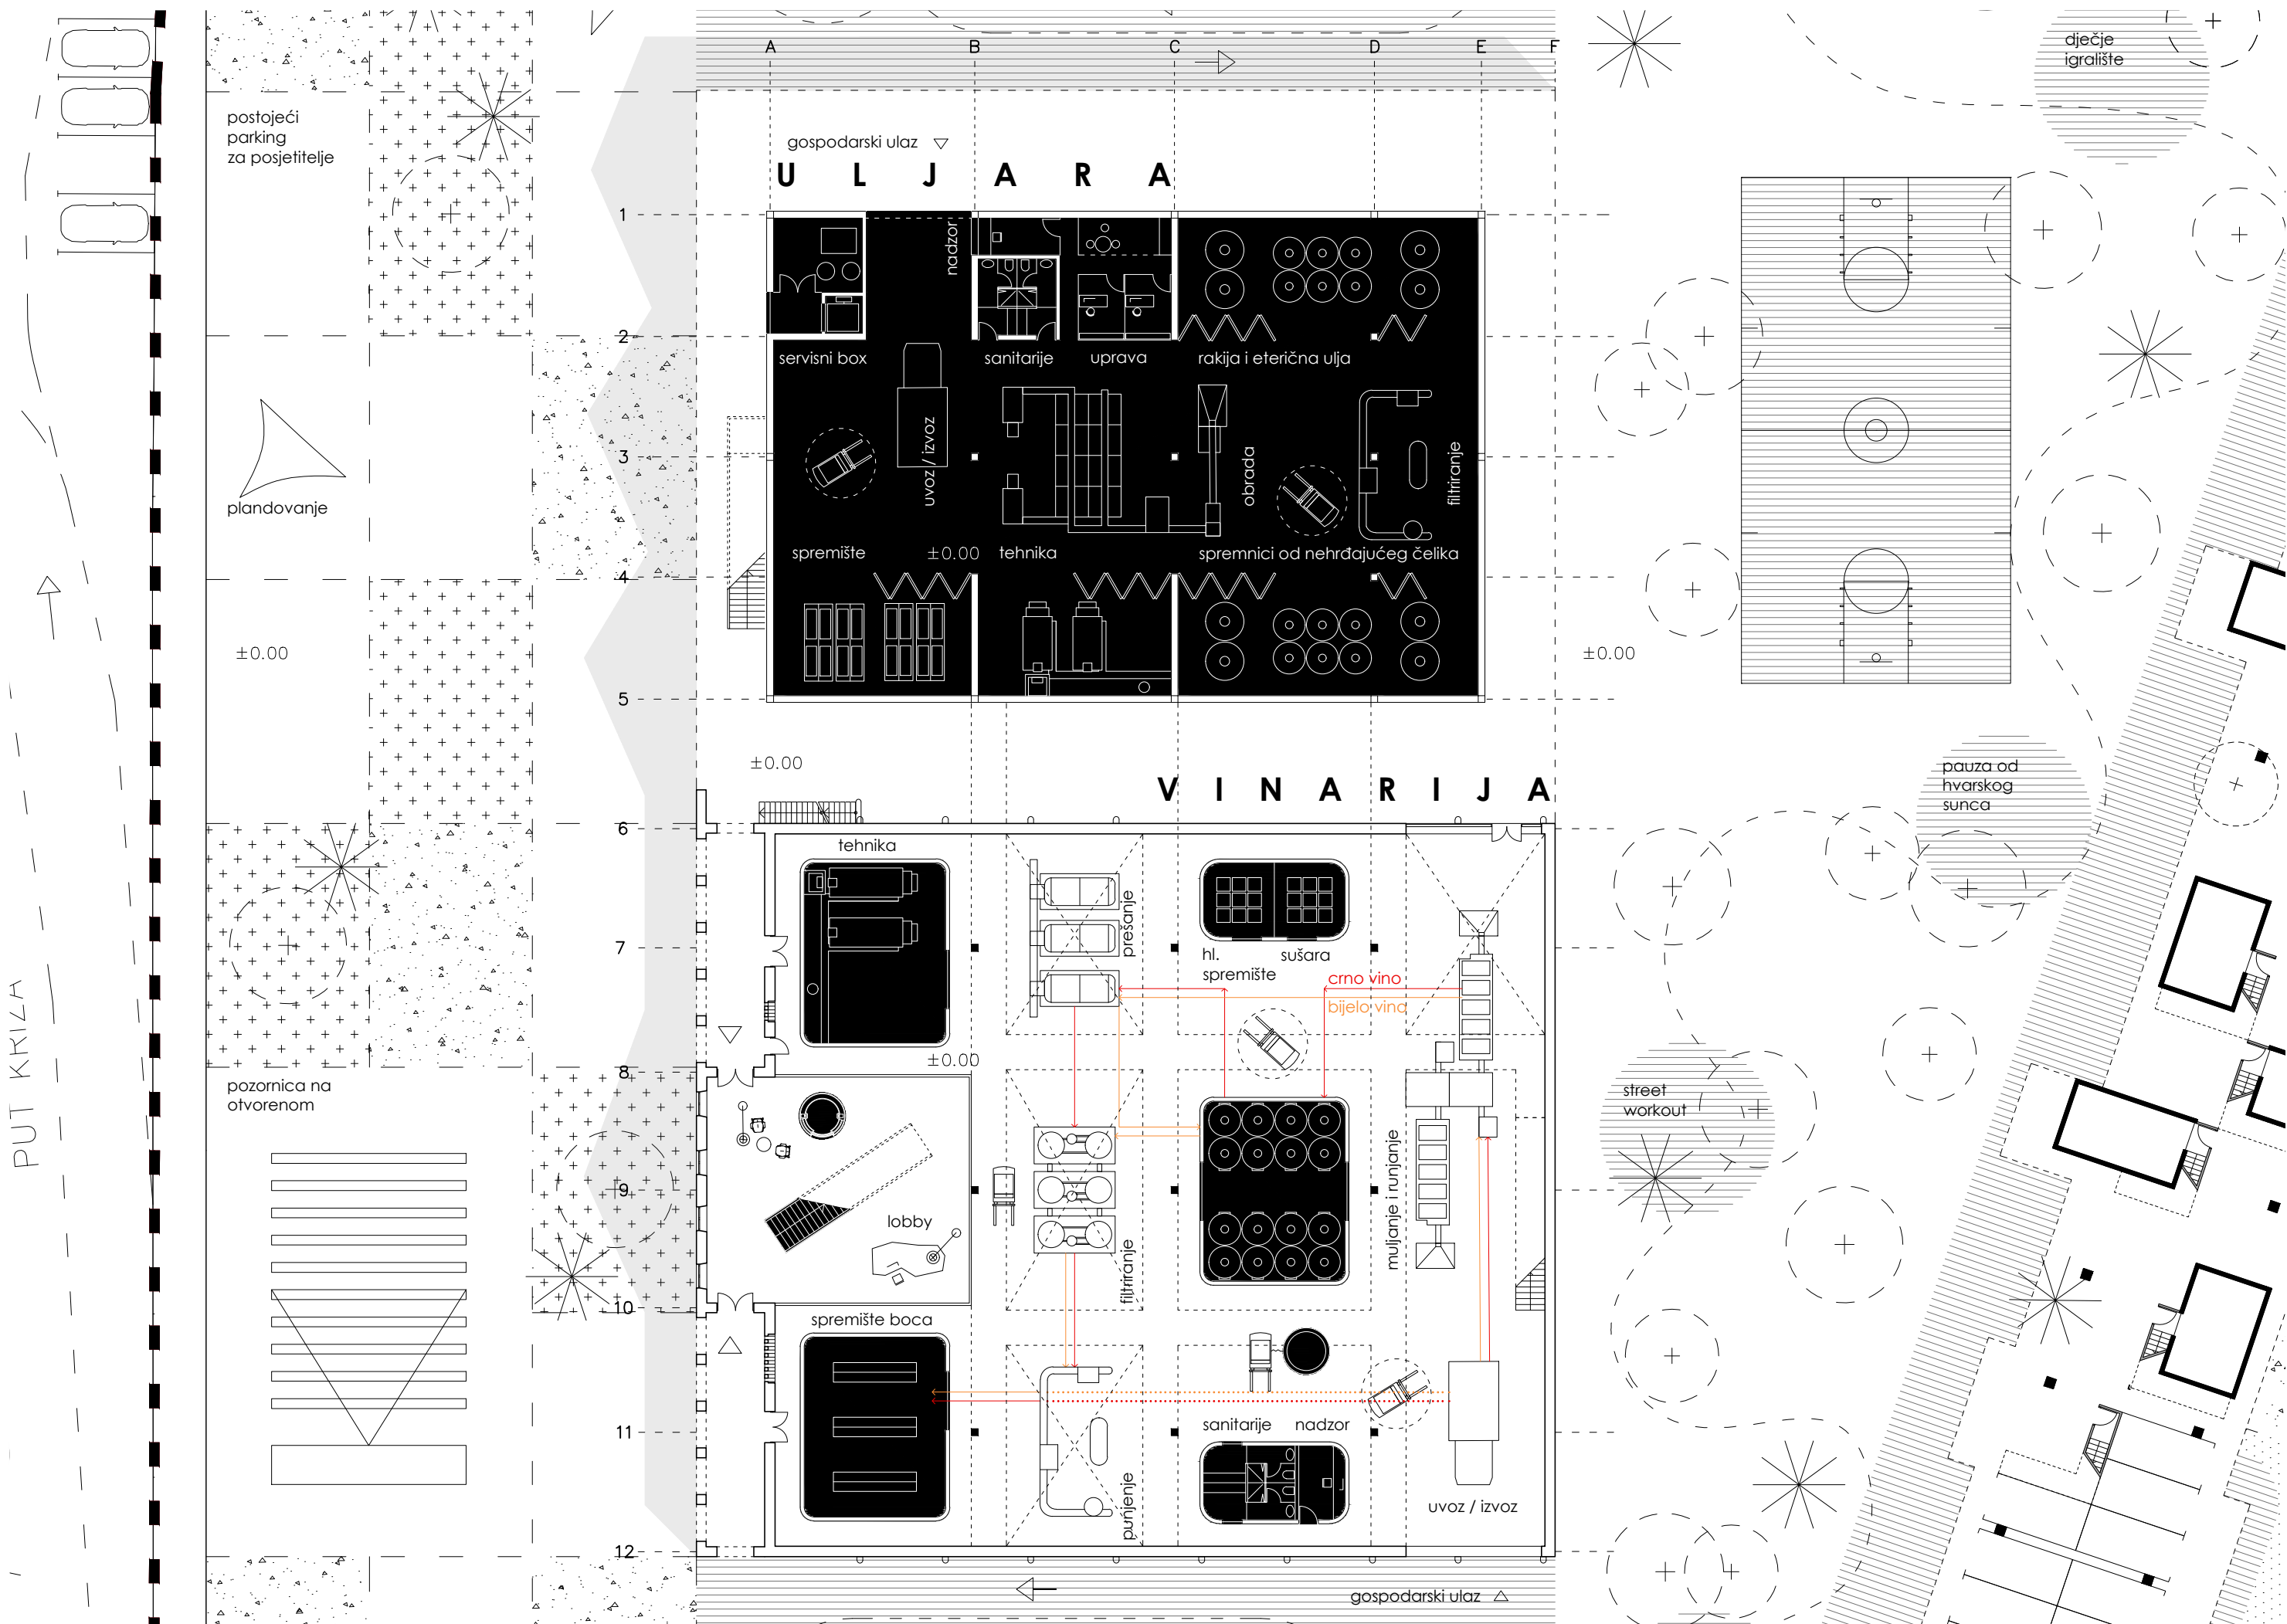 A B C D E F
dječje
igralište
postojeći
parking
za posjetitelje
gospodarski ulaz
U L J A R A
1
nadzor
2
servisni box
sanitarije
uprava
rakija i eterična ulja
uvoz / izvoz
3
obrada
filtriranje
plandovanje
spremište
±0.00
tehnika
spremnici od nehrđajućeg čelika
4
±0.00
±0.00
5
±0.00
V I N A R I J A
pauza od
hvarskog
sunca
6
tehnika
prešanje
7
hl.
spremište
sušara
crno vino
bijelo vino
±0.00
8
pozornica na
otvorenom
PUT KRIŽA
street
workout
muljanje i runjanje
9
lobby
filtriranje
10
spremište boca
11
sanitarije
nadzor
punjenje
uvoz / izvoz
12
gospodarski ulaz